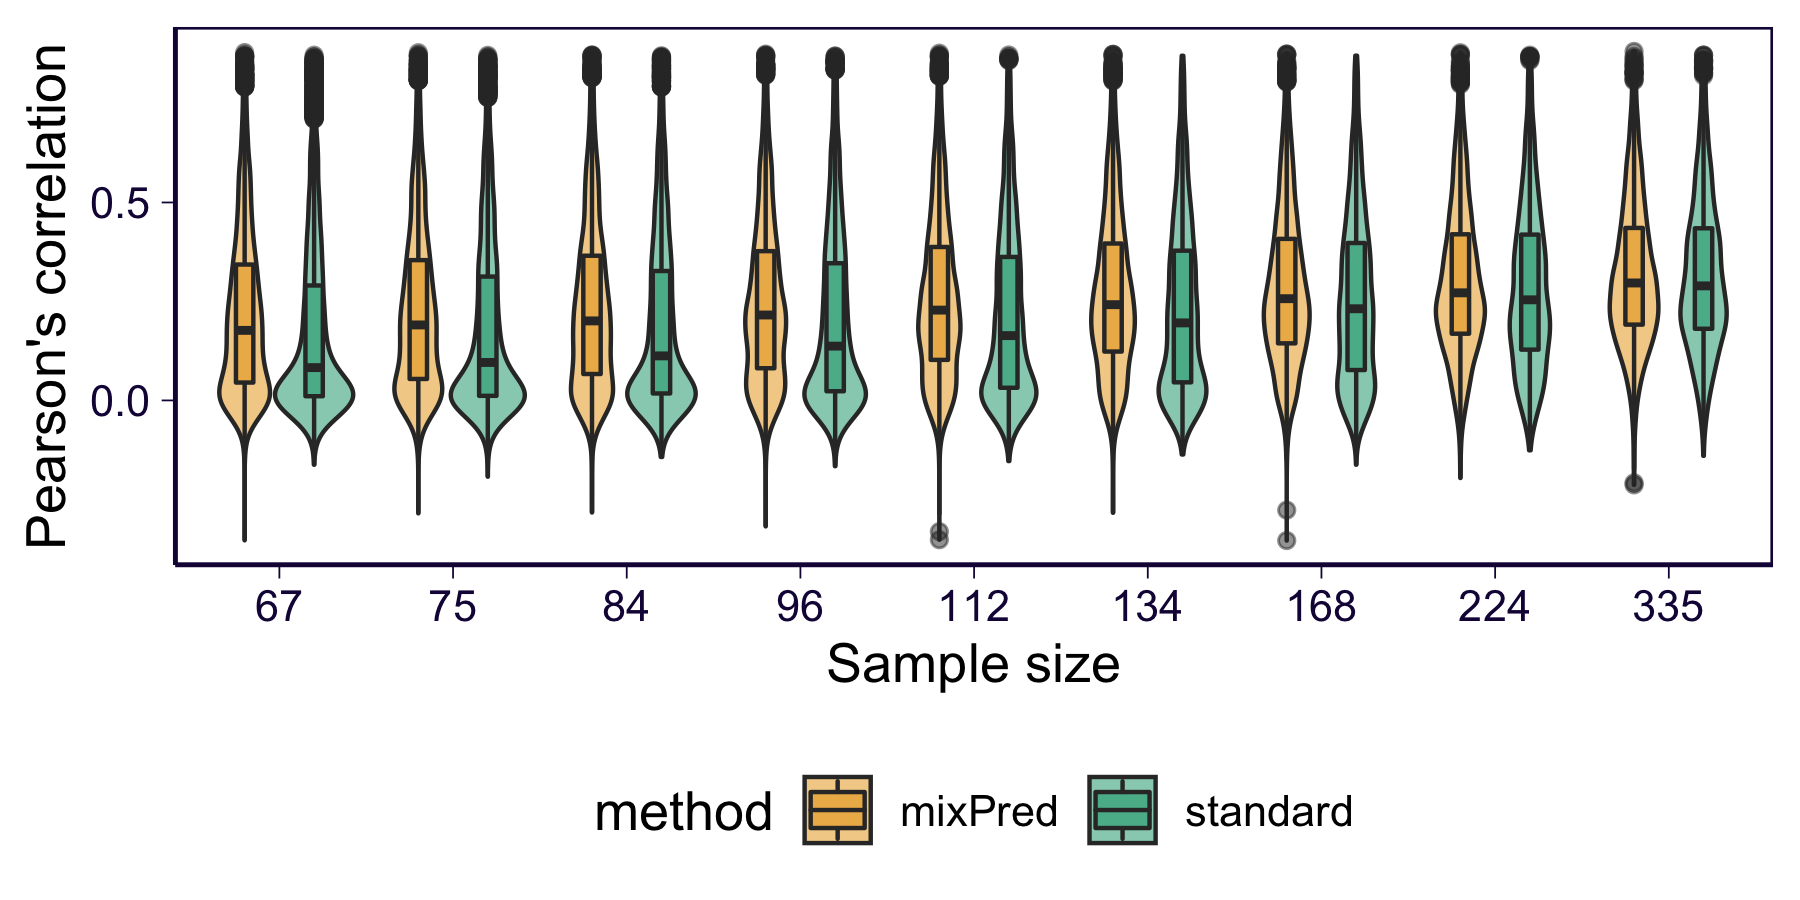 Pearson's correlation
0.5
0.0
67 75 84 96 112 134 168 224 335
Sample size
method mixPred standard